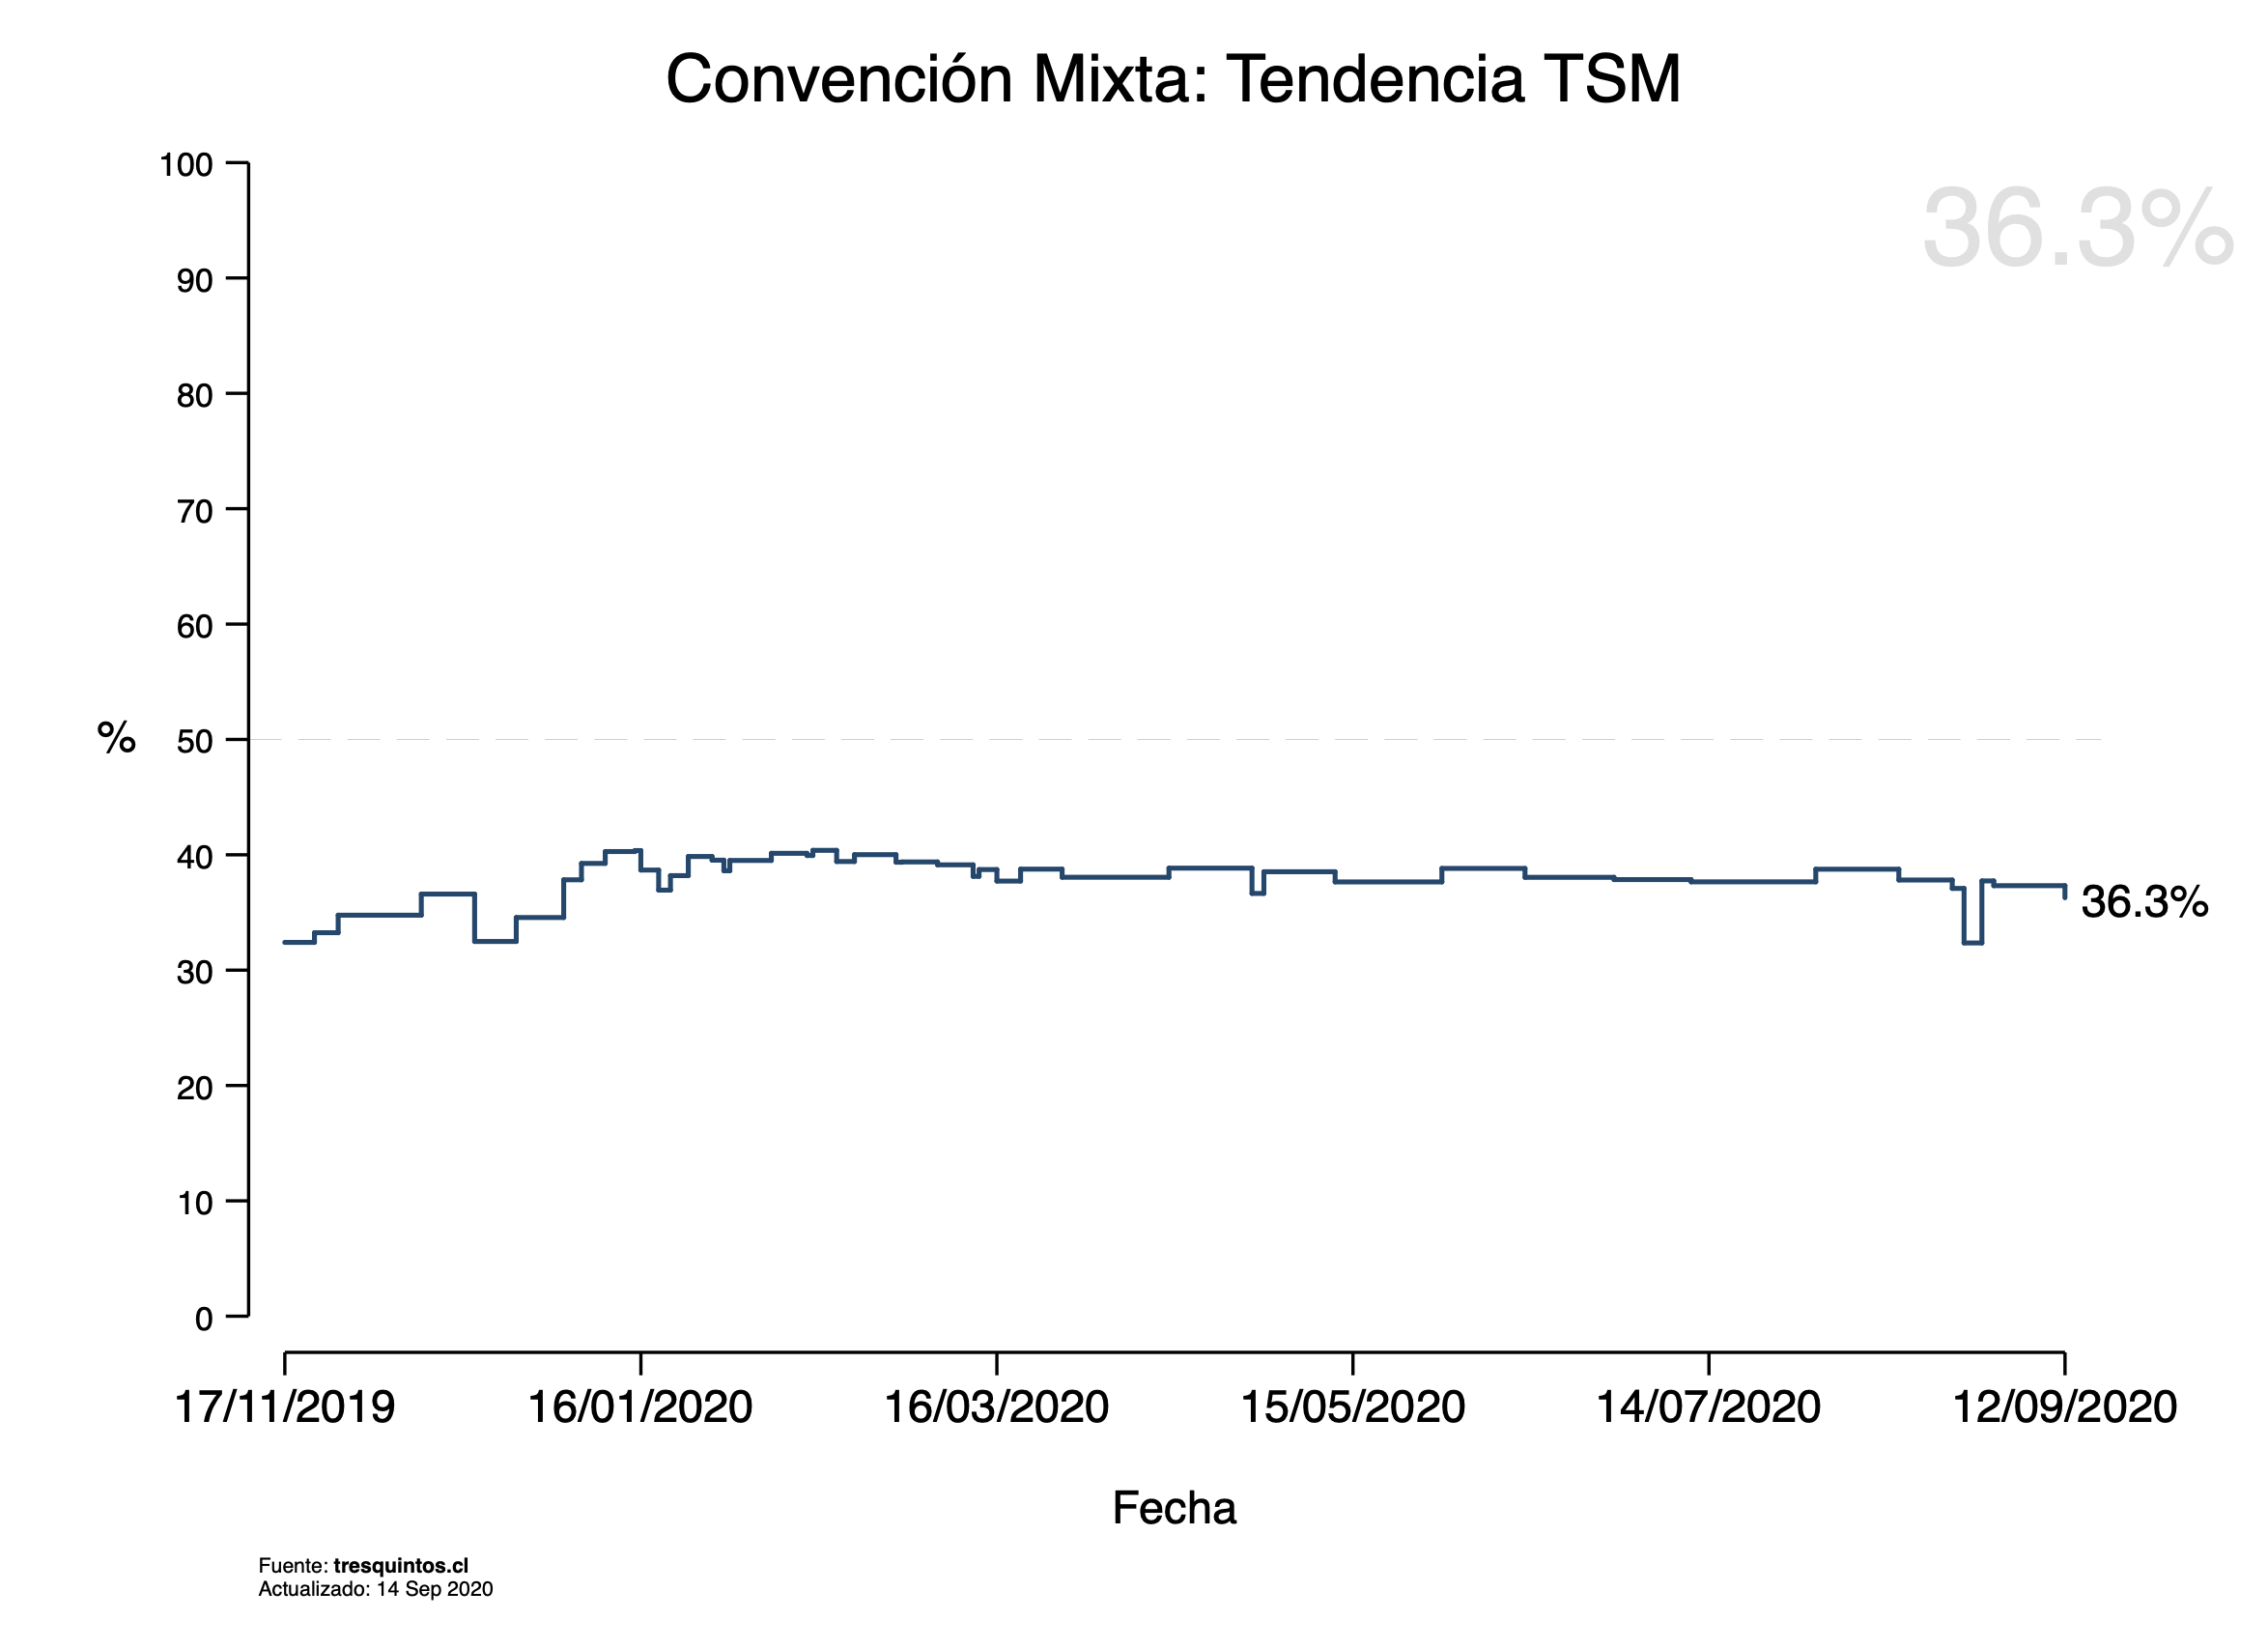 Convención Mixta: Tendencia TSM
36.3%
100
90
80
70
60
% 50
40
36.3%
30
20
10
0
17/11/2019 16/01/2020 16/03/2020 15/05/2020 14/07/2020 12/09/2020
Fecha
Fuente: tresquintos.cl
Actualizado: 14 Sep 2020